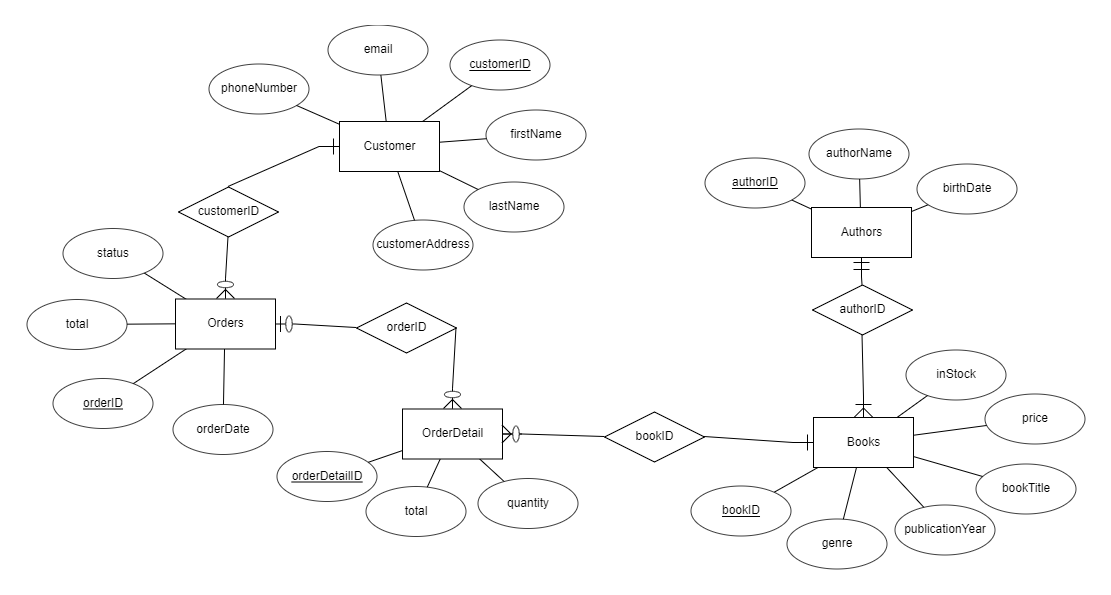 email
customerID
phoneNumber
Customer
firstName
lastName
customerAddress
customerID
status
total
Orders
orderID
orderDate
orderID
OrderDetail
orderDetailID
total
quantity
bookID
authorName
authorID
birthDate
Authors
authorID
inStock
price
Books
bookTitle
bookID
publicationYear
genre